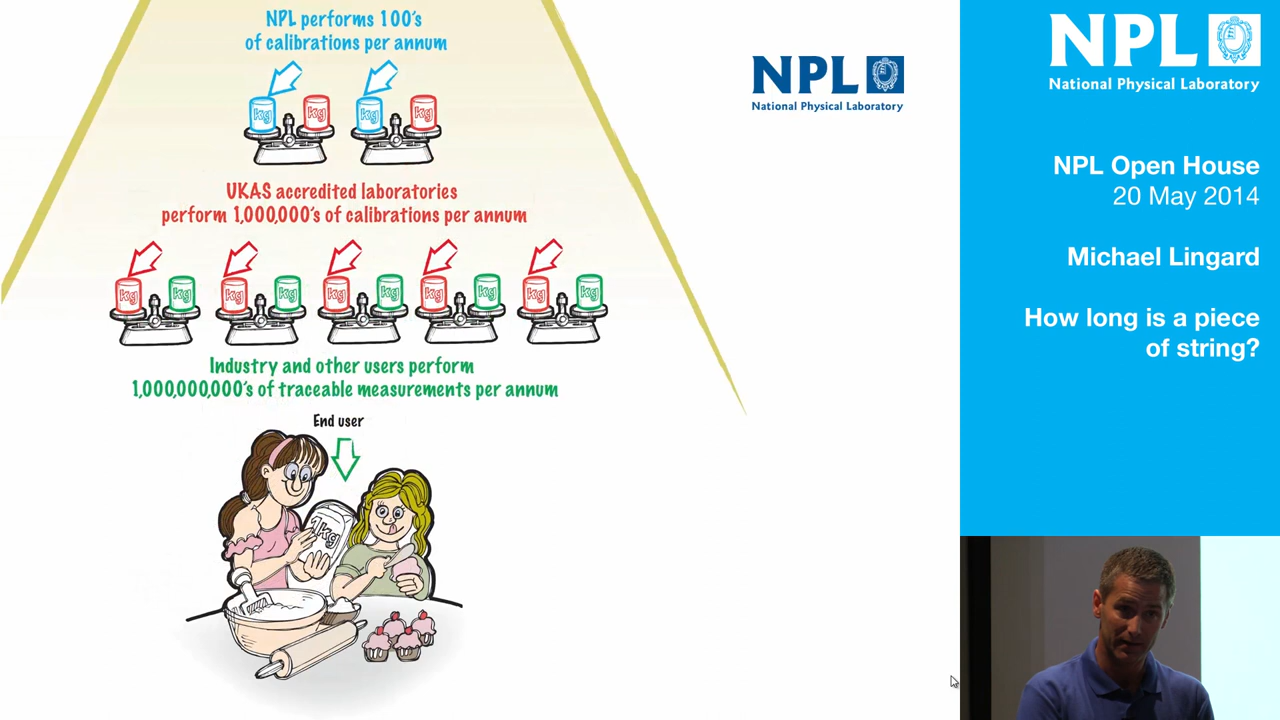 NPL performs 100's
of calibrations per annum
kg
kg
kg
kg
UKAS accredited laboratories
perform 1,000,000's of calibrations per annum
kg
kg
kg
kg
kg
kg
kg
kg
kg
kg
Industry and other users perform
1,000,000,000's of traceable measurements per annum
End user
1kg
NPL
National Physical Laboratory
NPL
National Physical Laboratory
NPL Open House
20 May 2014
Michael Lingard
How long is a piece
of string?